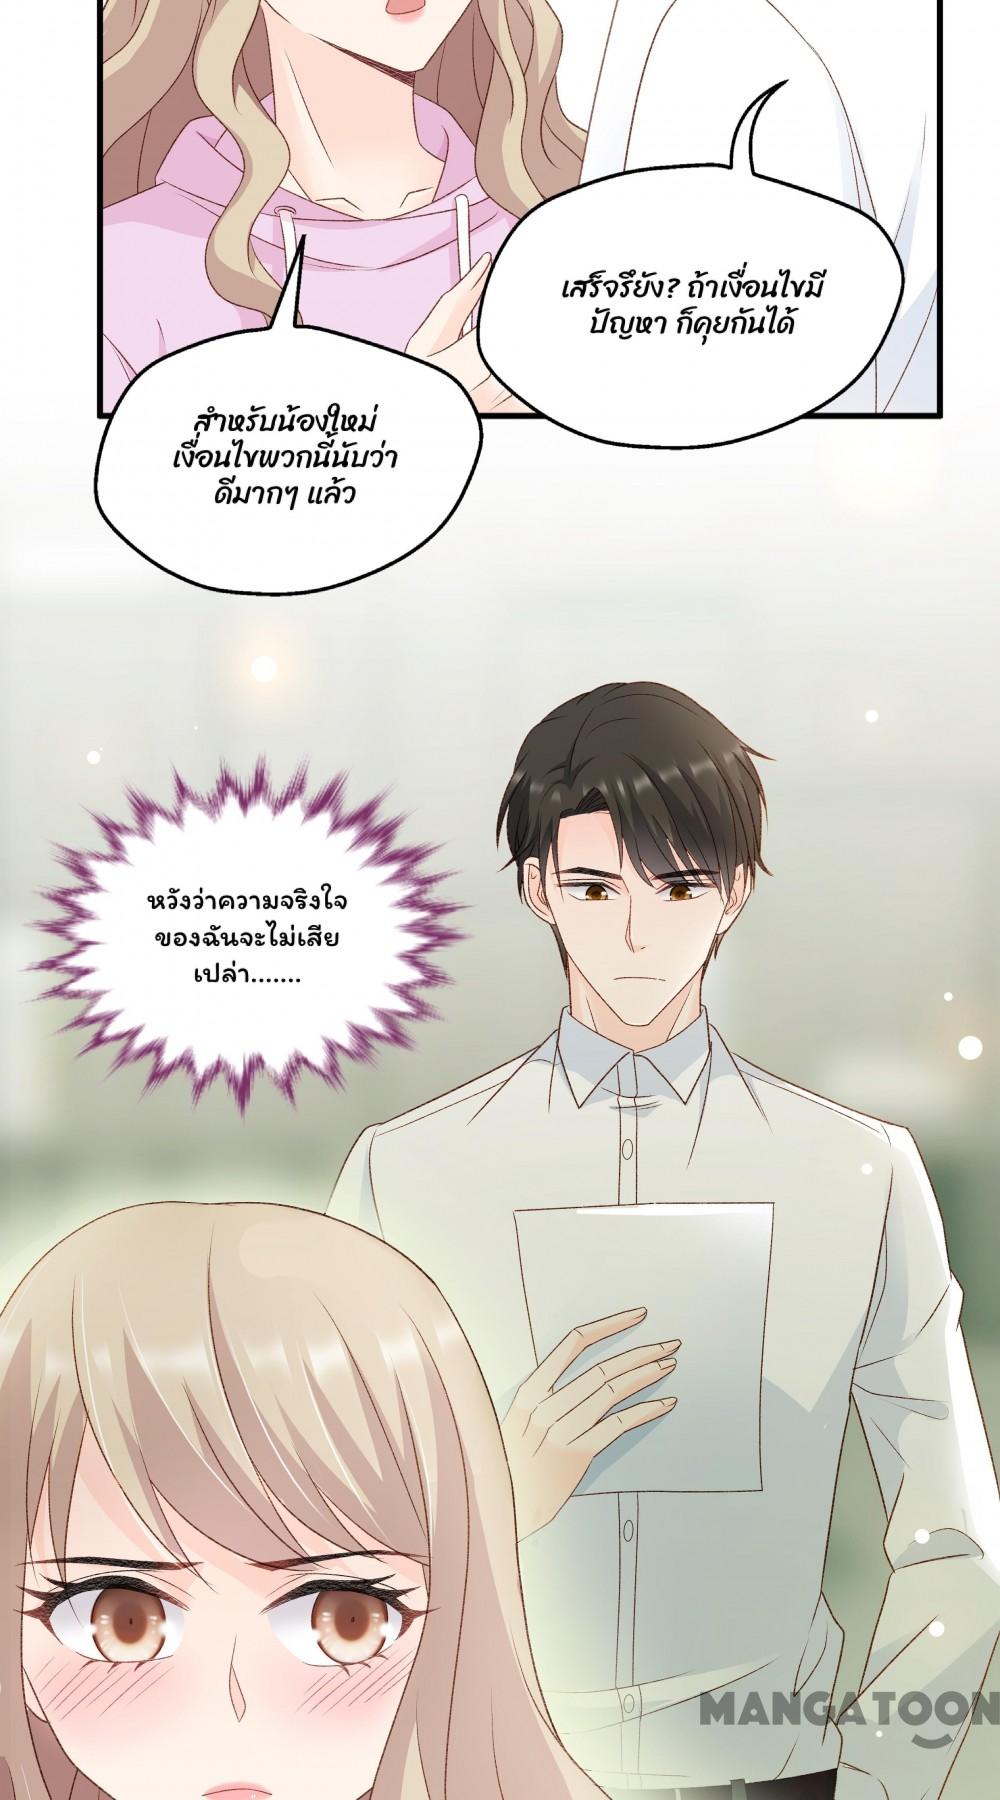 เสร็จรึยัง? ถ้าเงื่อนไขมี
ปัญหา ก็คุยกันได้
สำหรับน้องใหม่
เงื่อนไขพวกนี้นับว่า
ดีมากๆ แล้ว
หวังว่าความจริงใจ
ของฉันจะไม่เสีย
เปล่า.......
MANGATOON